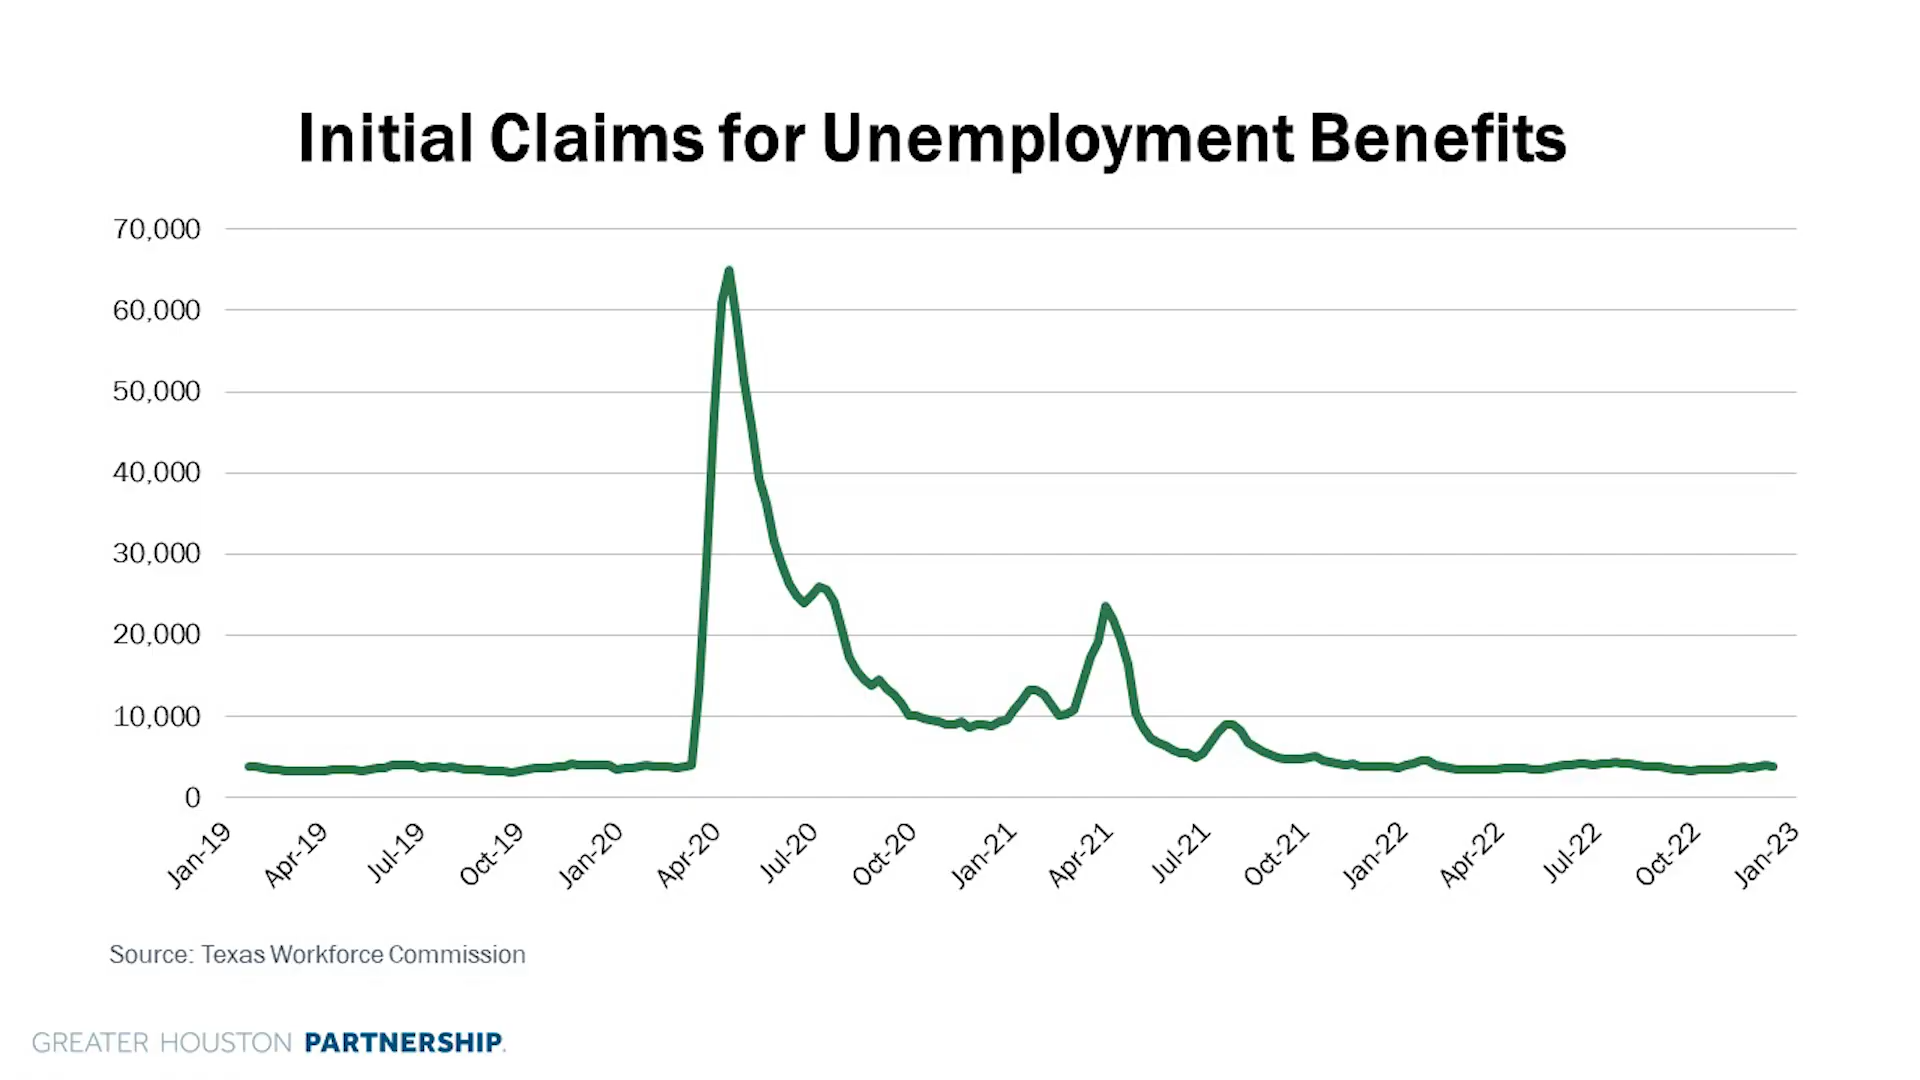 Initial Claims for Unemployment Benefits
70,000
60,000
50,000
40,000
30,000
20,000
10,000
0
Jan-19
Apr-19
Jul-19
Oct-19
Jan-20
Apr-20
Jul-20
Oct-20
Jan-21
Apr-21
Jul-21
Oct-21
Jan-22
Apr-22
Jul-22
Oct-22
Jan-23
Source: Texas Workforce Commission
GREATER HOUSTON PARTNERSHIP.